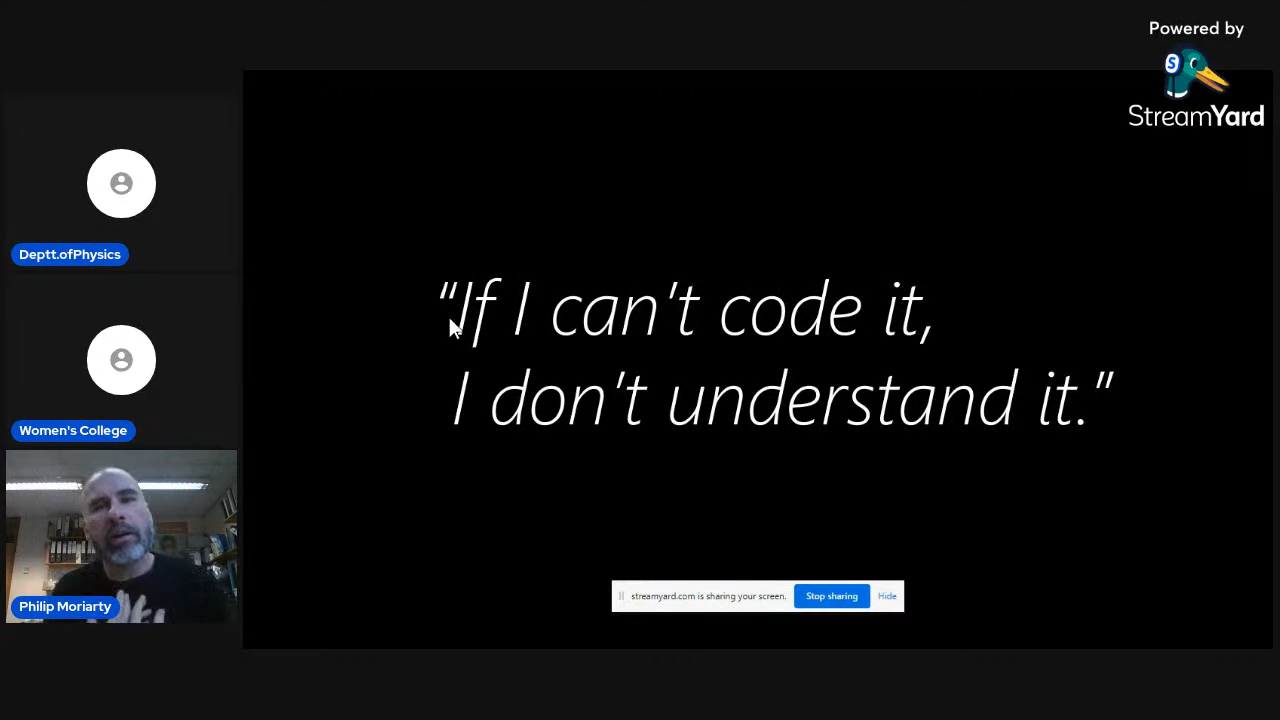 Powered by
StreamYard
Deptt.ofPhysics
Women's College
Philip Moriarty
“If I can't code it,
I don't understand it.”
streamyard.com is sharing your screen.
Stop sharing
Hide